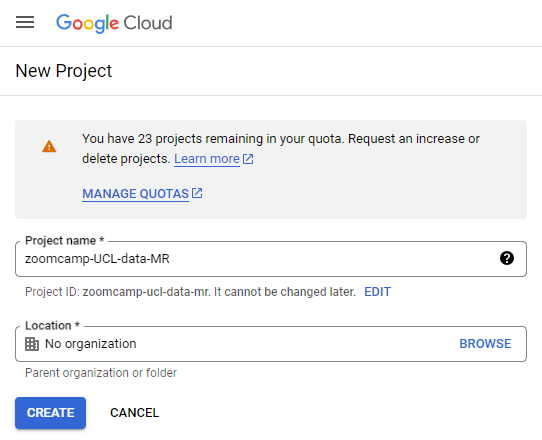 Google Cloud
New Project
You have 23 projects remaining in your quota. Request an increase or
delete projects. Learn more
MANAGE QUOTAS
Project name *
zoomcamp-UCL-data-MR
Project ID: zoomcamp-ucl-data-mr. It cannot be changed later. EDIT
Location *
No organization BROWSE
Parent organization or folder
CREATE CANCEL